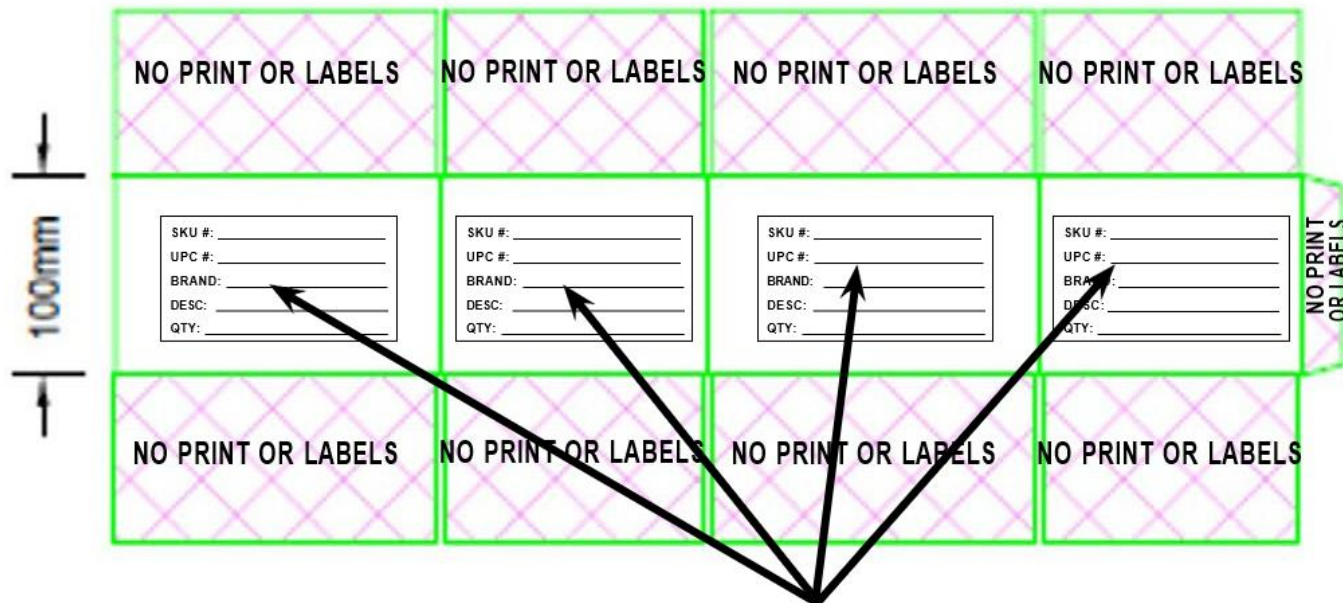 NO PRINT OR LABELS
NO PRINT OR LABELS
NO PRINT OR LABELS
NO PRINT OR LABELS
100mm
SKU #:
UPC #:
BRAND:
DESC:
QTY:
SKU #:
UPC #:
BRAND:
DESC:
QTY:
SKU #:
UPC #:
BRAND:
DESC:
QTY:
SKU #:
UPC #:
BRAND:
DESC:
QTY:
NO PRINT
OR LABELS
NO PRINT OR LABELS
NO PRINT OR LABELS
NO PRINT OR LABELS
NO PRINT OR LABELS